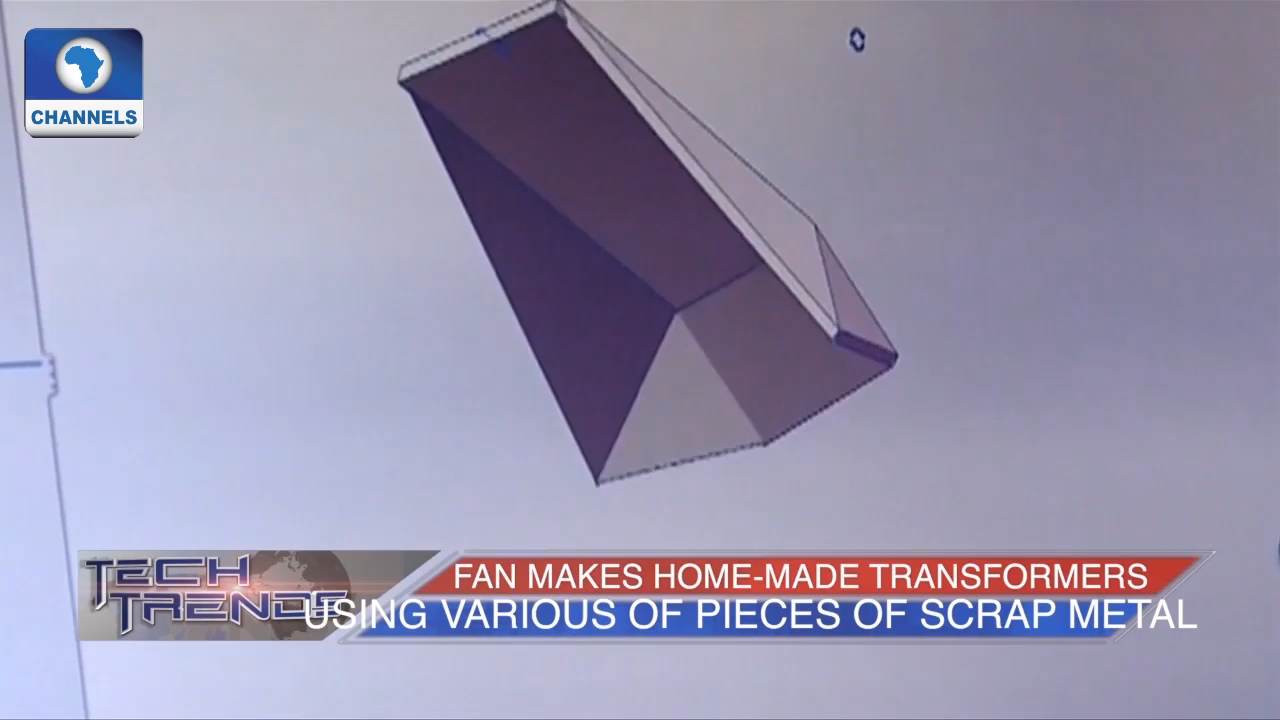 CHANNELS
TECH
TRENDS
FAN MAKES HOME-MADE TRANSFORMERS
USING VARIOUS OF PIECES OF SCRAP METAL